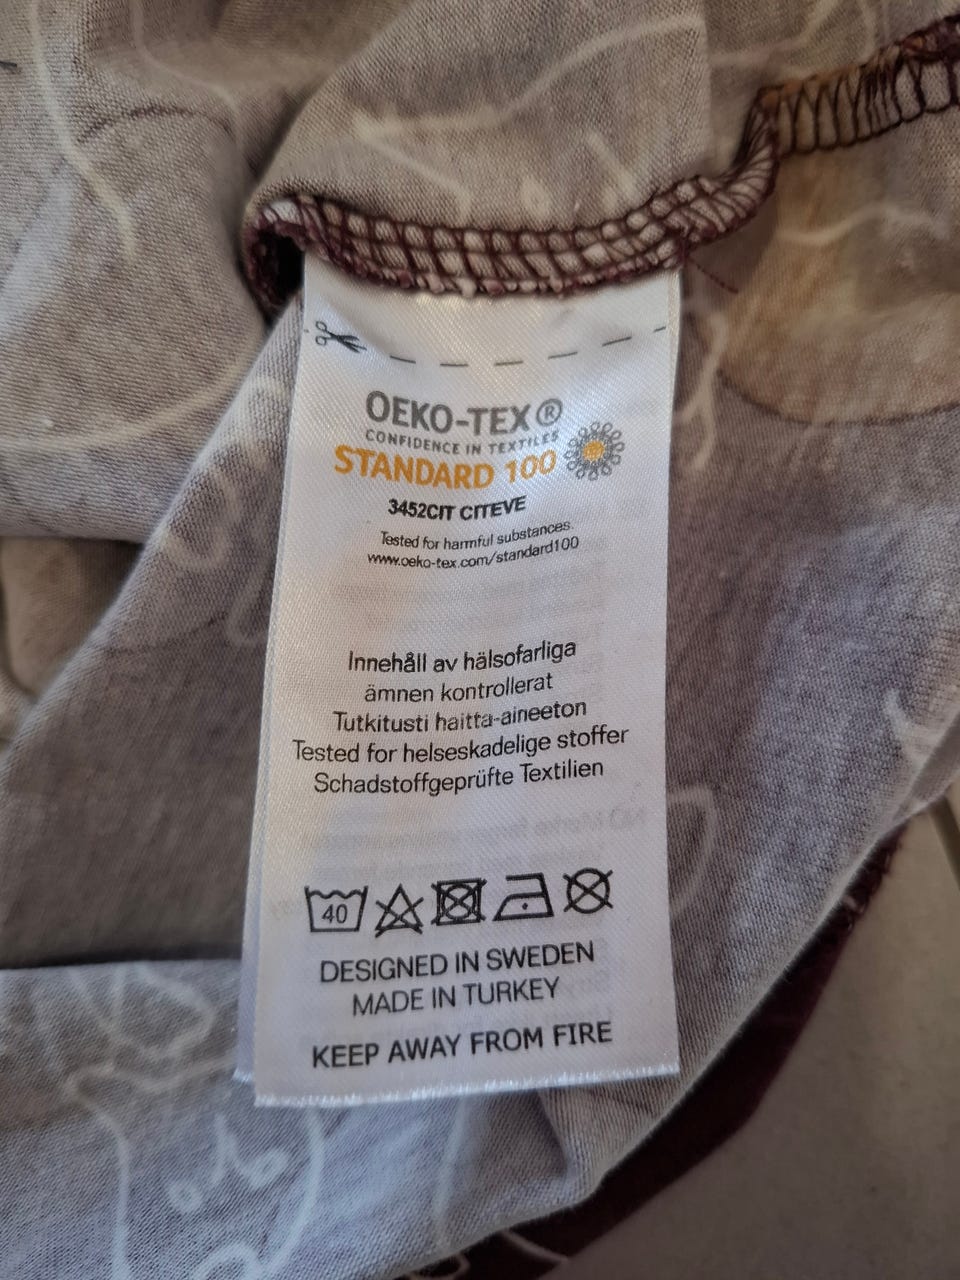 OEKO-TEX®
CONFIDENCE IN TEXTILES
STANDARD 100
3452CIT CITEVE
Tested for harmful substances.
www.oeko-tex.com/standard100
Innehåll av hälsofarliga
ämnen kontrollerat
Tutkitusti haitta-aineeton
Tested for helseskadelige stoffer
Schadstoffgeprüfte Textilien
40
DESIGNED IN SWEDEN
MADE IN TURKEY
KEEP AWAY FROM FIRE